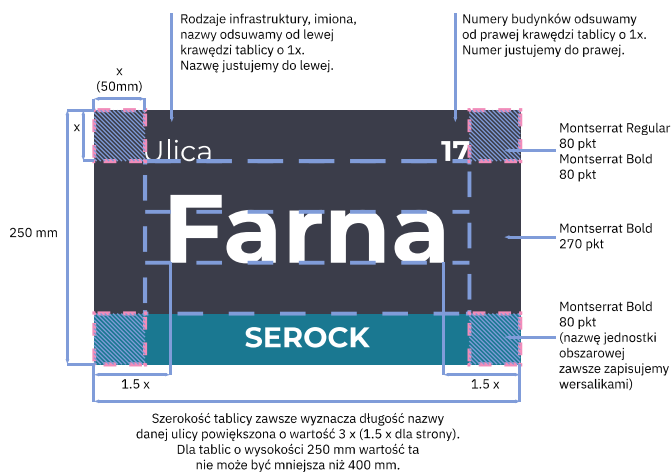 Rodzaje infrastruktury, imiona,
nazwy odsuwamy od lewej
krawędzi tablicy o 1x.
Nazwę justujemy do lewej.
Numery budynków odsuwamy
od prawej krawędzi tablicy o 1x.
Numer justujemy do prawej.
x
(50mm)
x
Ulica
17
Montserrat Regular
80 pkt
Montserrat Bold
80 pkt
250 mm
Farna
Montserrat Bold
270 pkt
SEROCK
Montserrat Bold
80 pkt
(nazwę jednostki
obszarowej
zawsze zapisujemy
wersalikami)
1.5 x
1.5 x
Szerokość tablicy zawsze wyznacza długość nazwy
danej ulicy powiększona o wartość 3 x (1.5 x dla strony).
Dla tablic o wysokości 250 mm wartość ta
nie może być mniejsza niż 400 mm.